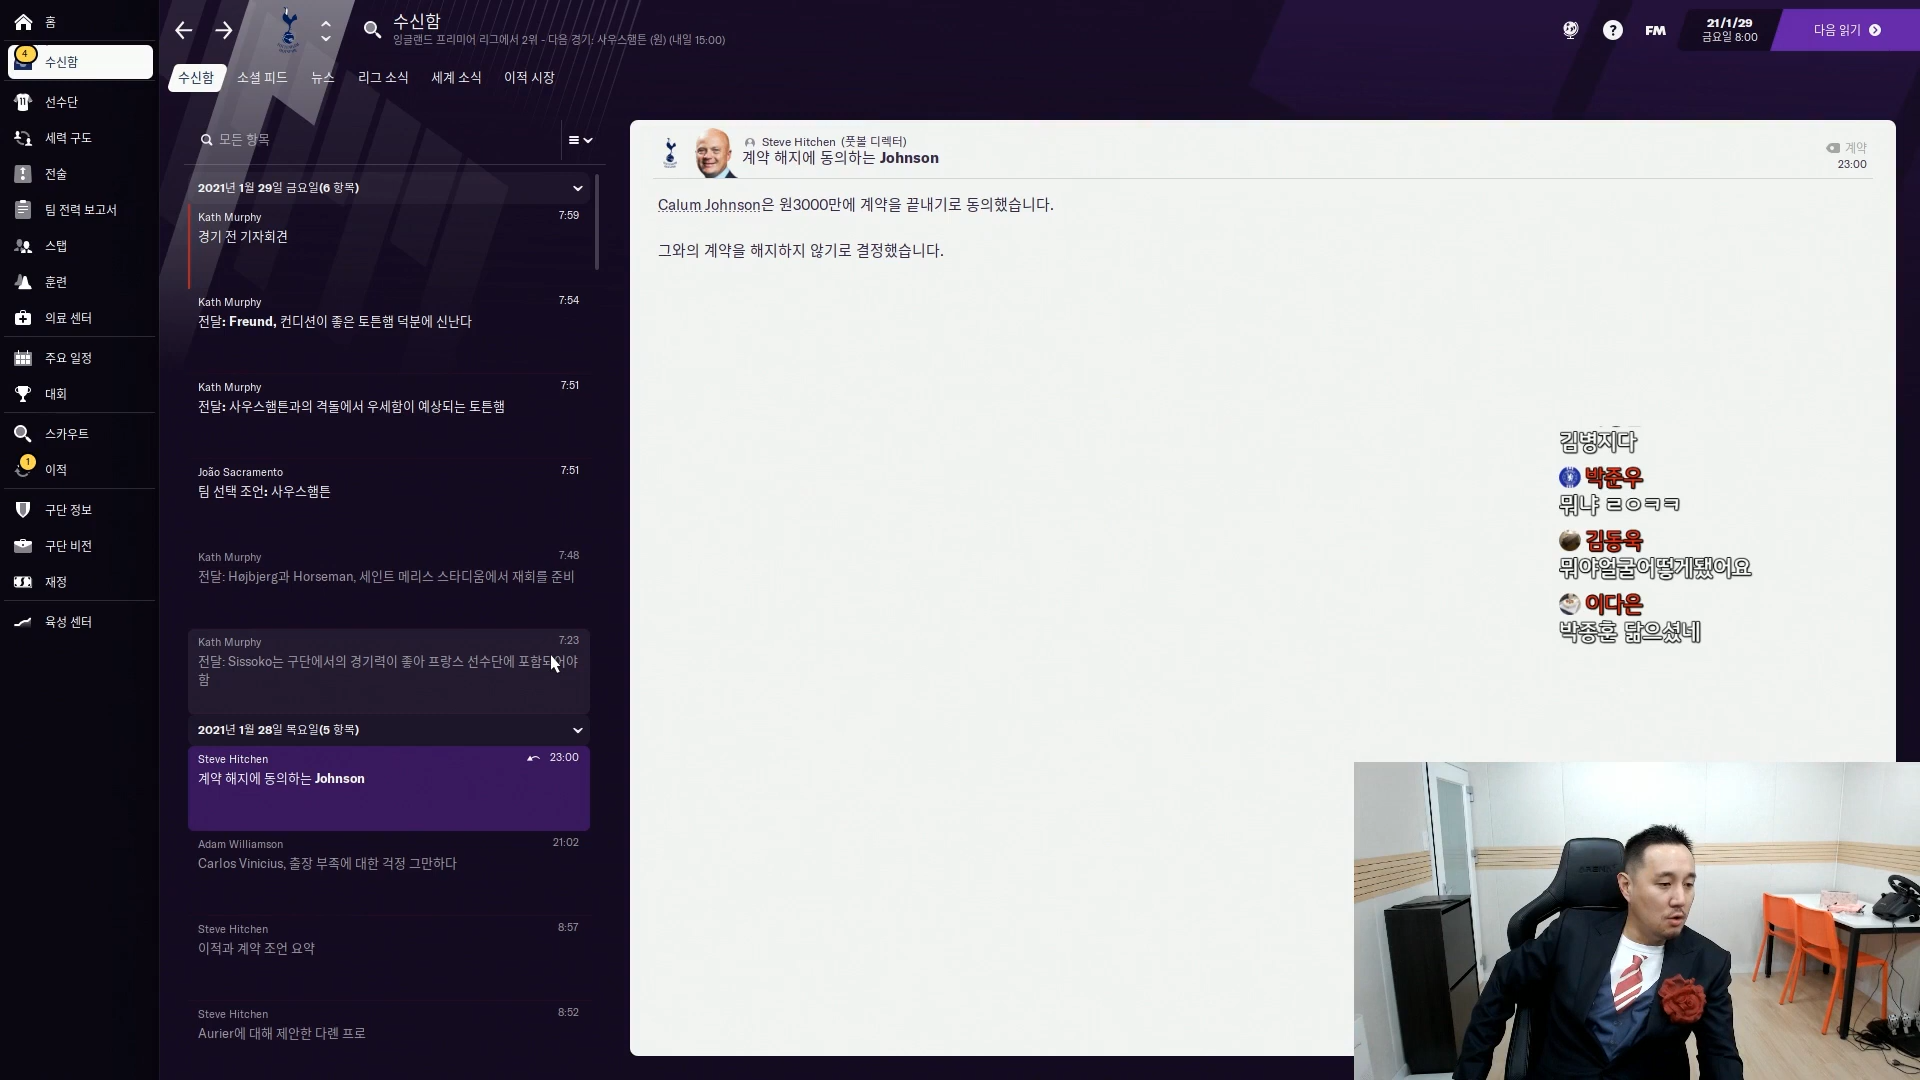 홈
4
수신함
선수단
세력 구도
전술
팀 전력 보고서
스탭
훈련
의료 센터
주요 일정
대회
스카우트
1
이적
구단 정보
구단 비전
재정
육성 센터
수신함
잉글랜드 프리미어 리그에서 2위 - 다음 경기: 사우스햄튼 (원) (내일 15:00)
FM
21/1/29
금요일 8:00
다음 읽기
수신함 소셜 피드 뉴스 리그 소식 세계 소식 이적 시장
모든 항목
2021년 1월 29일 금요일(6 항목)
Kath Murphy 7:59
경기 전 기자회견
Kath Murphy 7:54
전달: Freund, 컨디션이 좋은 토튼햄 덕분에 신난다
Kath Murphy 7:51
전달: 사우스햄튼과의 격돌에서 우세함이 예상되는 토튼햄
João Sacramento 7:51
팀 선택 조언: 사우스햄튼
Kath Murphy 7:48
전달: Højbjerg과 Horseman, 세인트 메리스 스타디움에서 재회를 준비
Kath Murphy 7:23
전달: Sissoko는 구단에서의 경기력이 좋아 프랑스 선수단에 포함되어야
함
2021년 1월 28일 목요일(5 항목)
Steve Hitchen 23:00
계약 해지에 동의하는 Johnson
Adam Williamson 21:02
Carlos Vinicius, 출장 부족에 대한 걱정 그만하다
Steve Hitchen 8:57
이적과 계약 조언 요약
Steve Hitchen 8:52
Aurier에 대해 제안한 다롄 프로
Steve Hitchen (풋볼 디렉터)
계약 해지에 동의하는 Johnson
계약
23:00
Calum Johnson은 원3000만에 계약을 끝내기로 동의했습니다.
그와의 계약을 해지하지 않기로 결정했습니다.
김병지다
박준우
뭐냐 ㄹㅇㅋㅋ
김동욱
뭐야얼굴어떻게됐어요
이다은
박종훈 닮으셨네